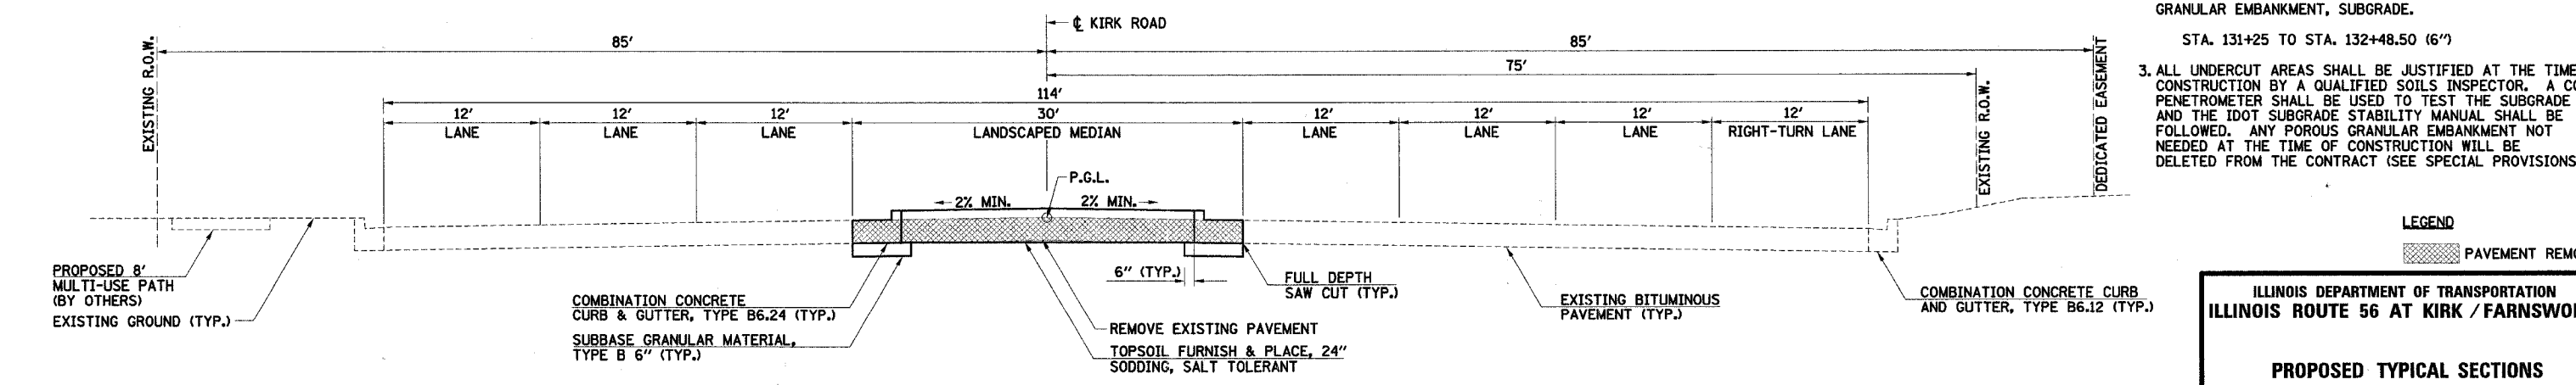 ℄ KIRK ROAD
85'
85'
75'
114'
12'
12'
12'
30'
12'
12'
12'
12'
LANE
LANE
LANE
LANDSCAPED MEDIAN
LANE
LANE
LANE
RIGHT-TURN LANE
EXISTING R.O.W.
EXISTING R.O.W.
DEDICATED EASEMENT
P.G.L.
2% MIN.
2% MIN.
6" (TYP.)
PROPOSED 8'
MULTI-USE PATH
(BY OTHERS)
EXISTING GROUND (TYP.)
COMBINATION CONCRETE
CURB & GUTTER, TYPE B6.24 (TYP.)
SUBBASE GRANULAR MATERIAL,
TYPE B 6" (TYP.)
REMOVE EXISTING PAVEMENT
TOPSOIL FURNISH & PLACE, 24"
SODDING, SALT TOLERANT
FULL DEPTH
SAW CUT (TYP.)
EXISTING BITUMINOUS
PAVEMENT (TYP.)
COMBINATION CONCRETE CURB
AND GUTTER, TYPE B6.12 (TYP.)
GRANULAR EMBANKMENT, SUBGRADE.
STA. 131+25 TO STA. 132+48.50 (6")
3. ALL UNDERCUT AREAS SHALL BE JUSTIFIED AT THE TIME
CONSTRUCTION BY A QUALIFIED SOILS INSPECTOR. A CO
PENETROMETER SHALL BE USED TO TEST THE SUBGRADE
AND THE IDOT SUBGRADE STABILITY MANUAL SHALL BE
FOLLOWED. ANY POROUS GRANULAR EMBANKMENT NOT
NEEDED AT THE TIME OF CONSTRUCTION WILL BE
DELETED FROM THE CONTRACT (SEE SPECIAL PROVISIONS
LEGEND
PAVEMENT REMO
ILLINOIS DEPARTMENT OF TRANSPORTATION
ILLINOIS ROUTE 56 AT KIRK / FARNSWO
PROPOSED TYPICAL SECTIONS